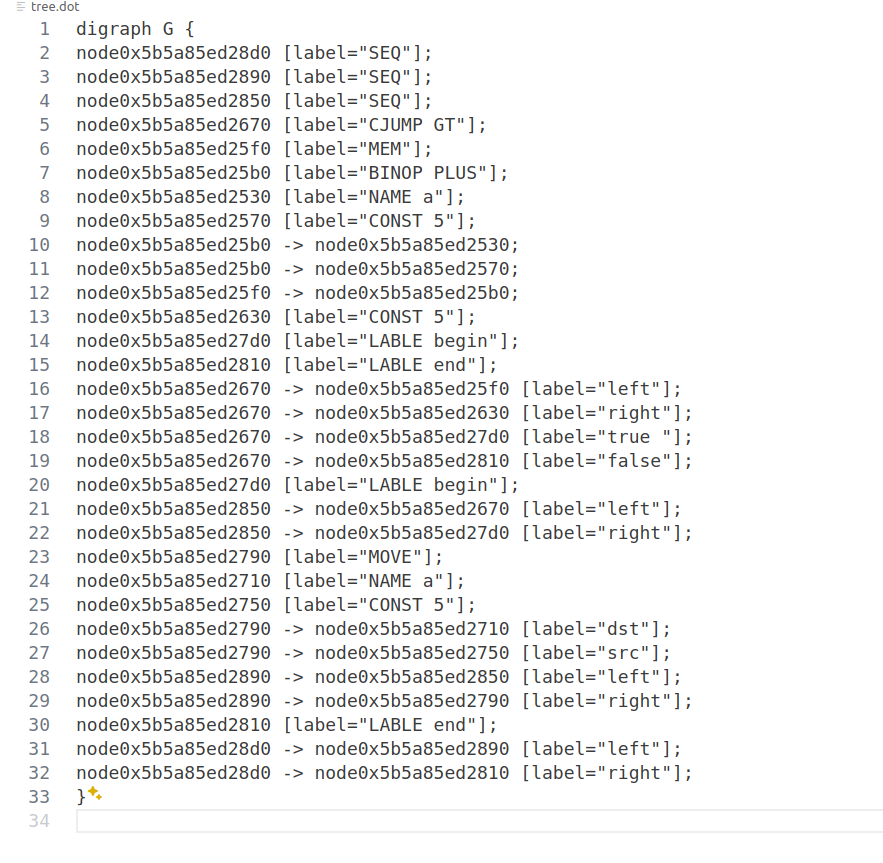 tree.dot
1 digraph G {
2 node0x5b5a85ed28d0 [label="SEQ"];
3 node0x5b5a85ed2890 [label="SEQ"];
4 node0x5b5a85ed2850 [label="SEQ"];
5 node0x5b5a85ed2670 [label="CJUMP GT"];
6 node0x5b5a85ed25f0 [label="MEM"];
7 node0x5b5a85ed25b0 [label="BINOP PLUS"];
8 node0x5b5a85ed2530 [label="NAME a"];
9 node0x5b5a85ed2570 [label="CONST 5"];
10 node0x5b5a85ed25b0 -> node0x5b5a85ed2530;
11 node0x5b5a85ed25b0 -> node0x5b5a85ed2570;
12 node0x5b5a85ed25f0 -> node0x5b5a85ed25b0;
13 node0x5b5a85ed2630 [label="CONST 5"];
14 node0x5b5a85ed27d0 [label="LABLE begin"];
15 node0x5b5a85ed2810 [label="LABLE end"];
16 node0x5b5a85ed2670 -> node0x5b5a85ed25f0 [label="left"];
17 node0x5b5a85ed2670 -> node0x5b5a85ed2630 [label="right"];
18 node0x5b5a85ed2670 -> node0x5b5a85ed27d0 [label="true "];
19 node0x5b5a85ed2670 -> node0x5b5a85ed2810 [label="false"];
20 node0x5b5a85ed27d0 [label="LABLE begin"];
21 node0x5b5a85ed2850 -> node0x5b5a85ed2670 [label="left"];
22 node0x5b5a85ed2850 -> node0x5b5a85ed27d0 [label="right"];
23 node0x5b5a85ed2790 [label="MOVE"];
24 node0x5b5a85ed2710 [label="NAME a"];
25 node0x5b5a85ed2750 [label="CONST 5"];
26 node0x5b5a85ed2790 -> node0x5b5a85ed2710 [label="dst"];
27 node0x5b5a85ed2790 -> node0x5b5a85ed2750 [label="src"];
28 node0x5b5a85ed2890 -> node0x5b5a85ed2850 [label="left"];
29 node0x5b5a85ed2890 -> node0x5b5a85ed2790 [label="right"];
30 node0x5b5a85ed2810 [label="LABLE end"];
31 node0x5b5a85ed28d0 -> node0x5b5a85ed2890 [label="left"];
32 node0x5b5a85ed28d0 -> node0x5b5a85ed2810 [label="right"];
33 }
34